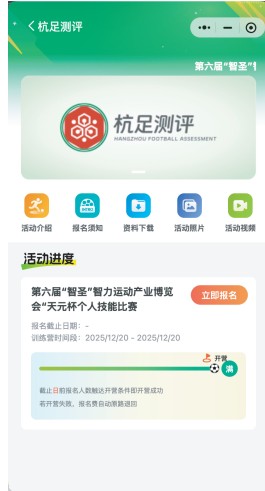 杭足测评
第六届“智圣”
杭足测评
HANGZHOU FOOTBALL ASSESSMENT
活动介绍 报名须知 资料下载 活动照片 活动视频
活动进度
第六届“智圣”智力运动产业博览
会“天元杯个人技能比赛
立即报名
报名截止日期：-
训练营时间段：2025/12/20 - 2025/12/20
开营
满
截止日前报名人数触达开营条件即开营成功
若开营失败，报名费自动原路退回